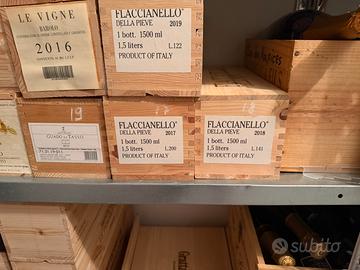 LE VIGNE
BAROLO
2016
FLACCIANELLO
DELLA PIEVE 2019
1 bott. 1500 ml
1,5 liters L.122
PRODUCT OF ITALY
19
GUADO AL TASSO
17
FLACCIANELLO
DELLA PIEVE 2017
1 bott. 1500 ml
1,5 liters L.200
PRODUCT OF ITALY
18
FLACCIANELLO
DELLA PIEVE 2018
1 bott. 1500 ml
1,5 liters L.141
PRODUCT OF ITALY
subito